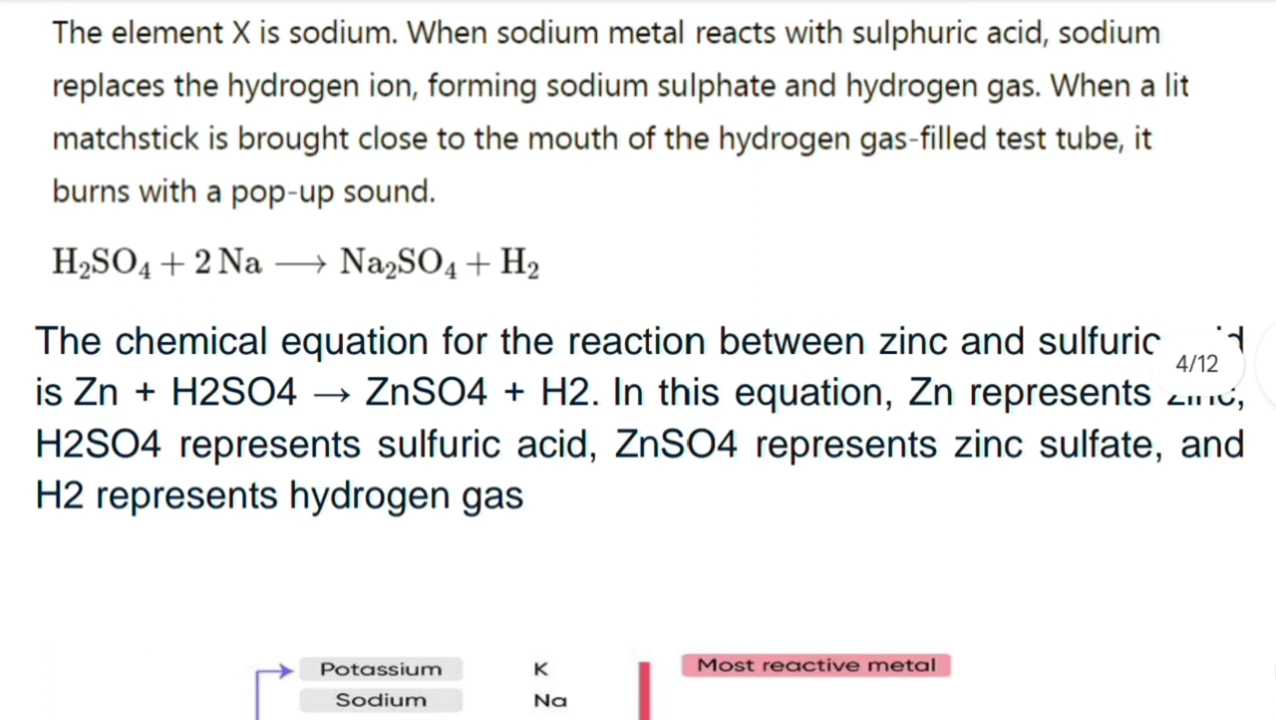 The element X is sodium. When sodium metal reacts with sulphuric acid, sodium
replaces the hydrogen ion, forming sodium sulphate and hydrogen gas. When a lit
matchstick is brought close to the mouth of the hydrogen gas-filled test tube, it
burns with a pop-up sound.
H₂SO₄ + 2 Na ⟶ Na₂SO₄ + H₂
The chemical equation for the reaction between zinc and sulfuric
4/12
is Zn + H2SO4 → ZnSO4 + H2. In this equation, Zn represents
H2SO4 represents sulfuric acid, ZnSO4 represents zinc sulfate, and
H2 represents hydrogen gas
Potassium K Most reactive metal
Sodium Na